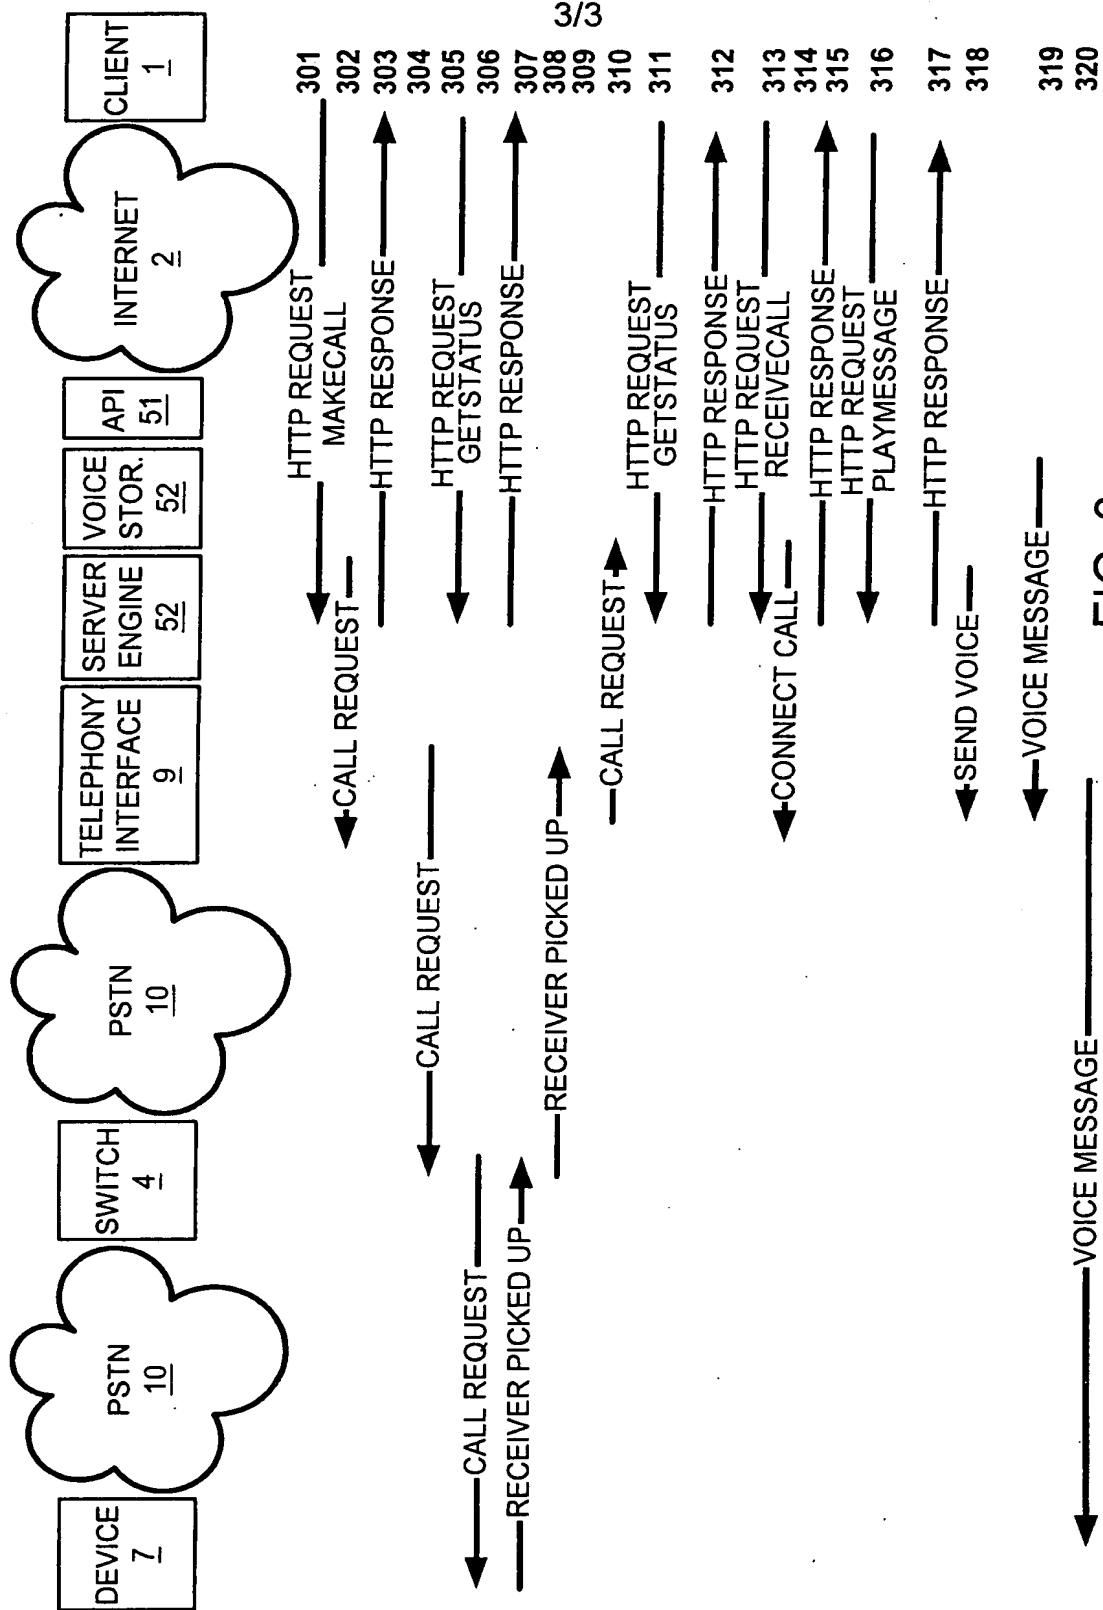 3/3
DEVICE
7
PSTN
10
SWITCH
4
PSTN
10
TELEPHONY
INTERFACE
9
SERVER
ENGINE
52
VOICE
STOR.
52
API
51
INTERNET
2
CLIENT
1
HTTP REQUEST
MAKECALL
301
CALL REQUEST
302
HTTP RESPONSE
303
CALL REQUEST
304
HTTP REQUEST
GETSTATUS
305
CALL REQUEST
306
RECEIVER PICKED UP
HTTP RESPONSE
307
RECEIVER PICKED UP
308
309
CALL REQUEST
310
HTTP REQUEST
GETSTATUS
311
HTTP RESPONSE
312
HTTP REQUEST
RECEIVECALL
313
CONNECT CALL
314
HTTP RESPONSE
315
HTTP REQUEST
PLAYMESSAGE
316
HTTP RESPONSE
317
SEND VOICE
318
VOICE MESSAGE
319
VOICE MESSAGE
320
FIG.